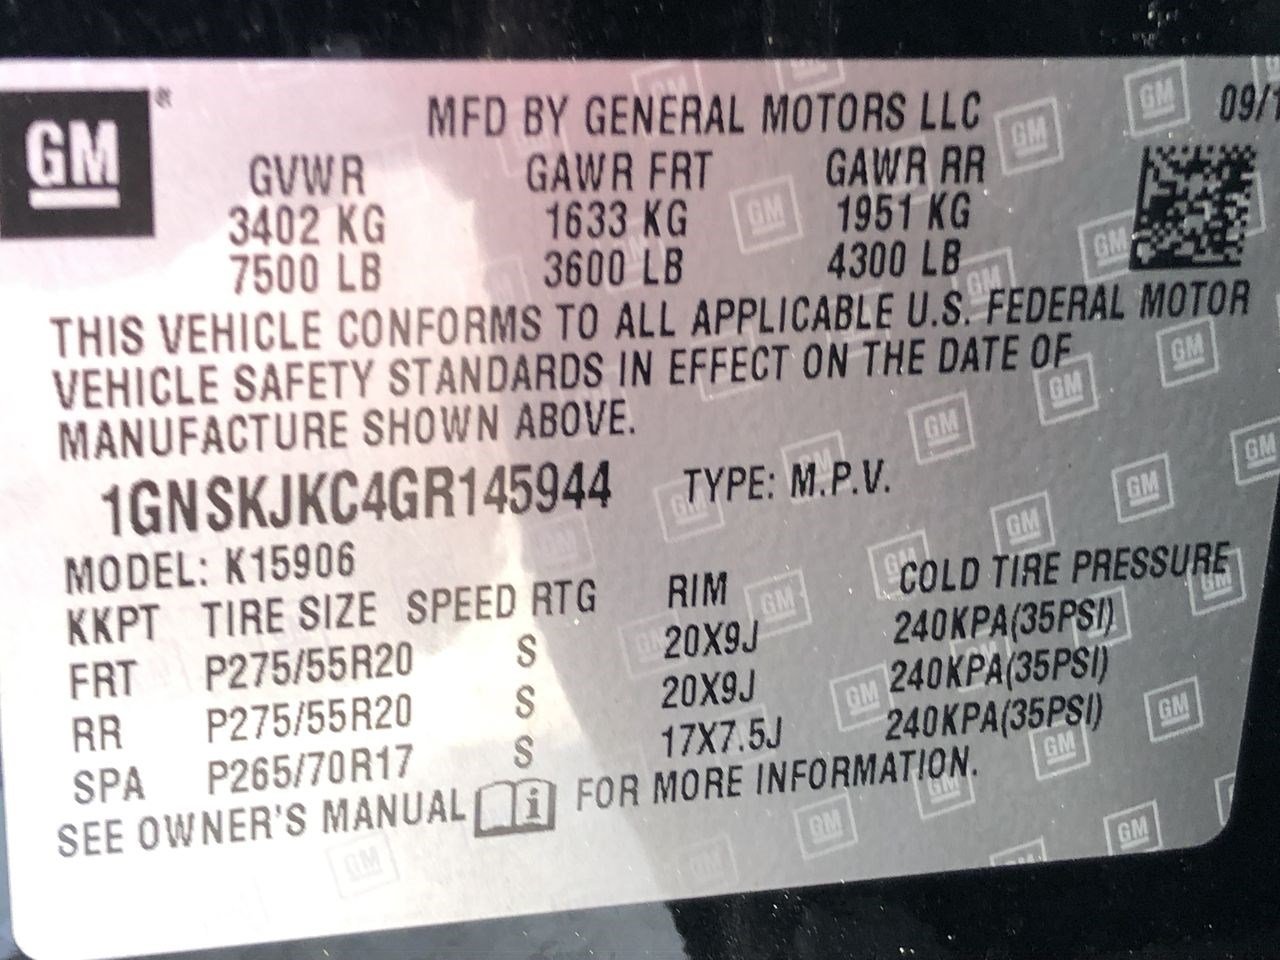 GM®
MFD BY GENERAL MOTORS LLC 09/1
GVWR GAWR FRT GAWR RR
3402 KG 1633 KG 1951 KG
7500 LB 3600 LB 4300 LB
THIS VEHICLE CONFORMS TO ALL APPLICABLE U.S. FEDERAL MOTOR
VEHICLE SAFETY STANDARDS IN EFFECT ON THE DATE OF
MANUFACTURE SHOWN ABOVE.
1GNSKJKC4GR145944 TYPE: M.P.V.
MODEL: K15906
KKPT TIRE SIZE SPEED RTG RIM COLD TIRE PRESSURE
FRT P275/55R20 S 20X9J 240KPA(35PSI)
RR P275/55R20 S 20X9J 240KPA(35PSI)
SPA P265/70R17 S 17X7.5J 240KPA(35PSI)
SEE OWNER'S MANUAL i FOR MORE INFORMATION.